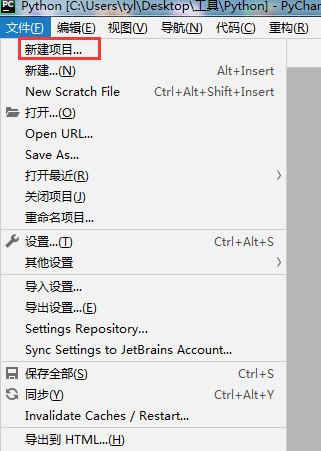 PC Python [C:\Users\tyl\Desktop\工具\Python] - PyChar
文件(F) 编辑(E) 视图(V) 导航(N) 代码(C) 重构(R)
新建项目...
新建...(N) Alt+Insert
New Scratch File Ctrl+Alt+Shift+Insert
打开...(O)
Open URL...
Save As...
打开最近(R)
关闭项目(J)
重命名项目...
设置...(T) Ctrl+Alt+S
其他设置
导入设置...
导出设置...(E)
Settings Repository...
Sync Settings to JetBrains Account...
保存全部(S) Ctrl+S
同步(Y) Ctrl+Alt+Y
Invalidate Caches / Restart...
导出到 HTML...(H)